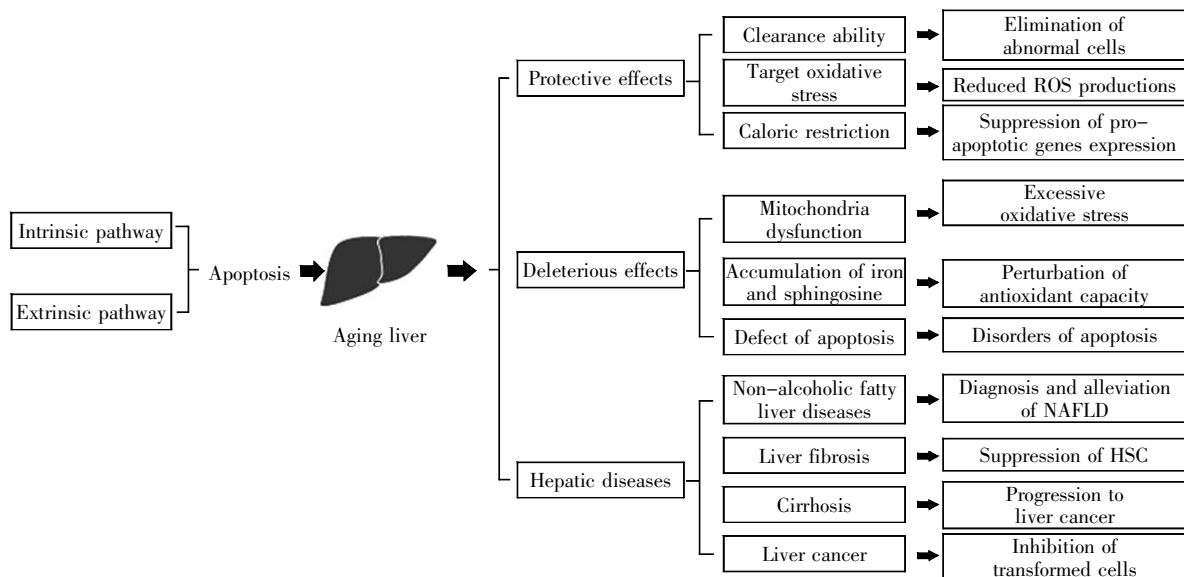 Intrinsic pathway
Extrinsic pathway
Apoptosis
Aging liver
Protective effects
Clearance ability
Elimination of
abnormal cells
Target oxidative
stress
Reduced ROS productions
Caloric restriction
Suppression of pro-
apoptotic genes expression
Deleterious effects
Mitochondria
dysfunction
Excessive
oxidative stress
Accumulation of iron
and sphingosine
Perturbation of
antioxidant capacity
Defect of apoptosis
Disorders of apoptosis
Hepatic diseases
Non-alcoholic fatty
liver diseases
Diagnosis and alleviation
of NAFLD
Liver fibrosis
Suppression of HSC
Cirrhosis
Progression to
liver cancer
Liver cancer
Inhibition of
transformed cells